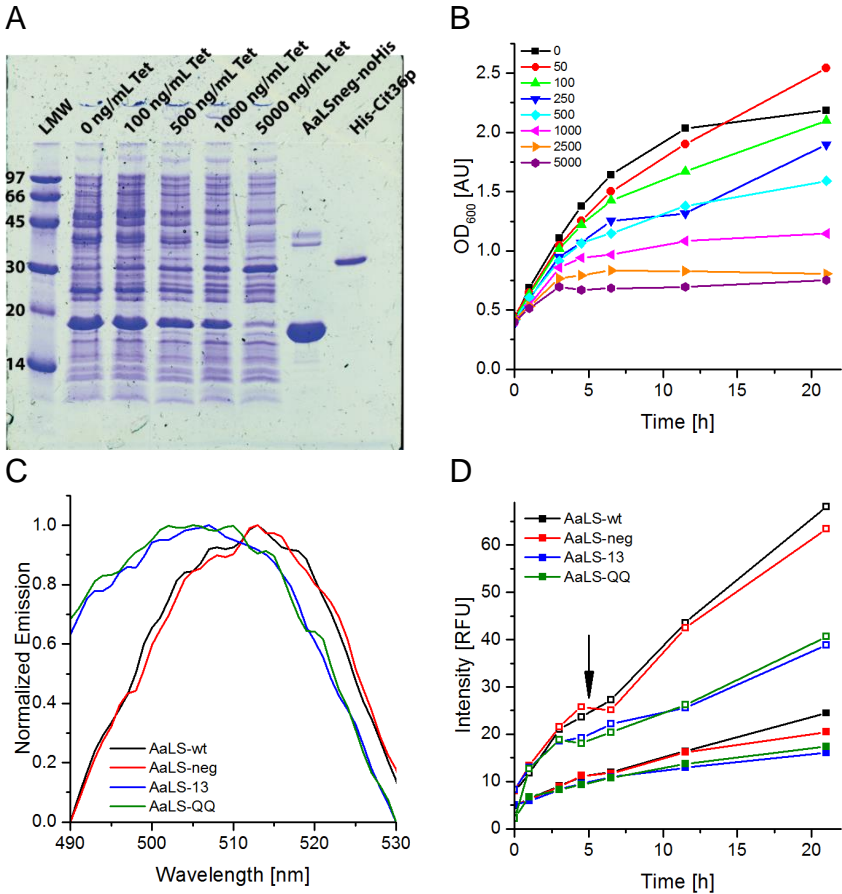 A
LMW
0 ng/mL Tet
100 ng/mL Tet
500 ng/mL Tet
1000 ng/mL Tet
5000 ng/mL Tet
AaLSneg-noHis
His-Cit36p
97
66
45
30
20
14
B
OD600 [AU]
2.5
2.0
1.5
1.0
0.5
0.0
0
50
100
250
500
1000
2500
5000
0 5 10 15 20
Time [h]
C
Normalized Emission
1.0
0.8
0.6
0.4
0.2
0.0
AaLS-wt
AaLS-neg
AaLS-13
AaLS-QQ
490 500 510 520 530
Wavelength [nm]
D
Intensity [RFU]
60
50
40
30
20
10
0
AaLS-wt
AaLS-neg
AaLS-13
AaLS-QQ
0 5 10 15 20
Time [h]